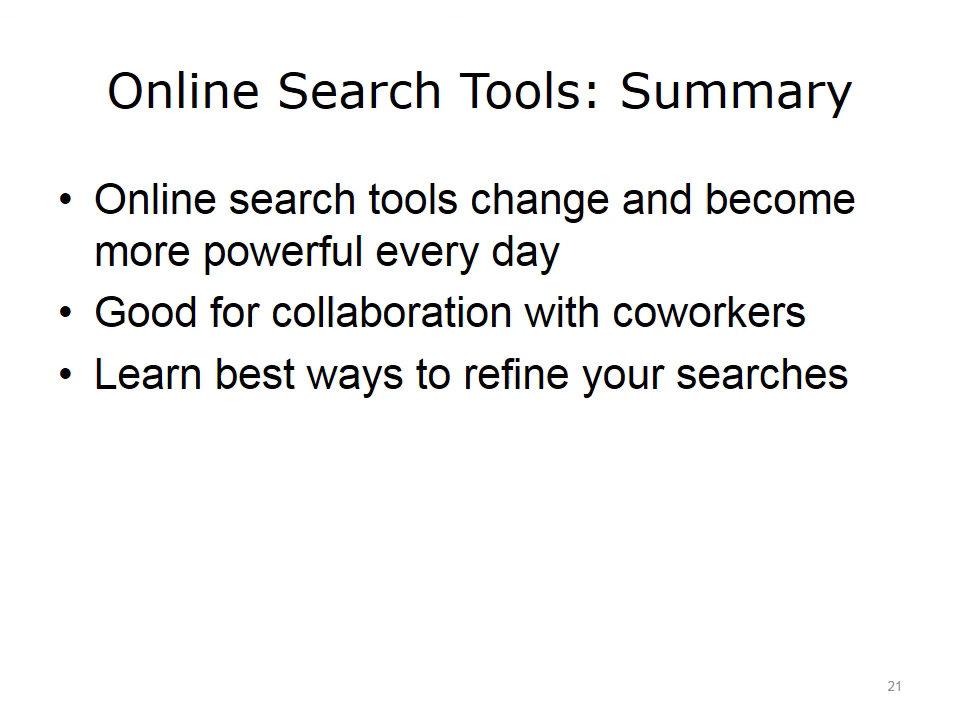 Online Search Tools: Summary
• Online search tools change and become
more powerful every day
• Good for collaboration with coworkers
• Learn best ways to refine your searches
21